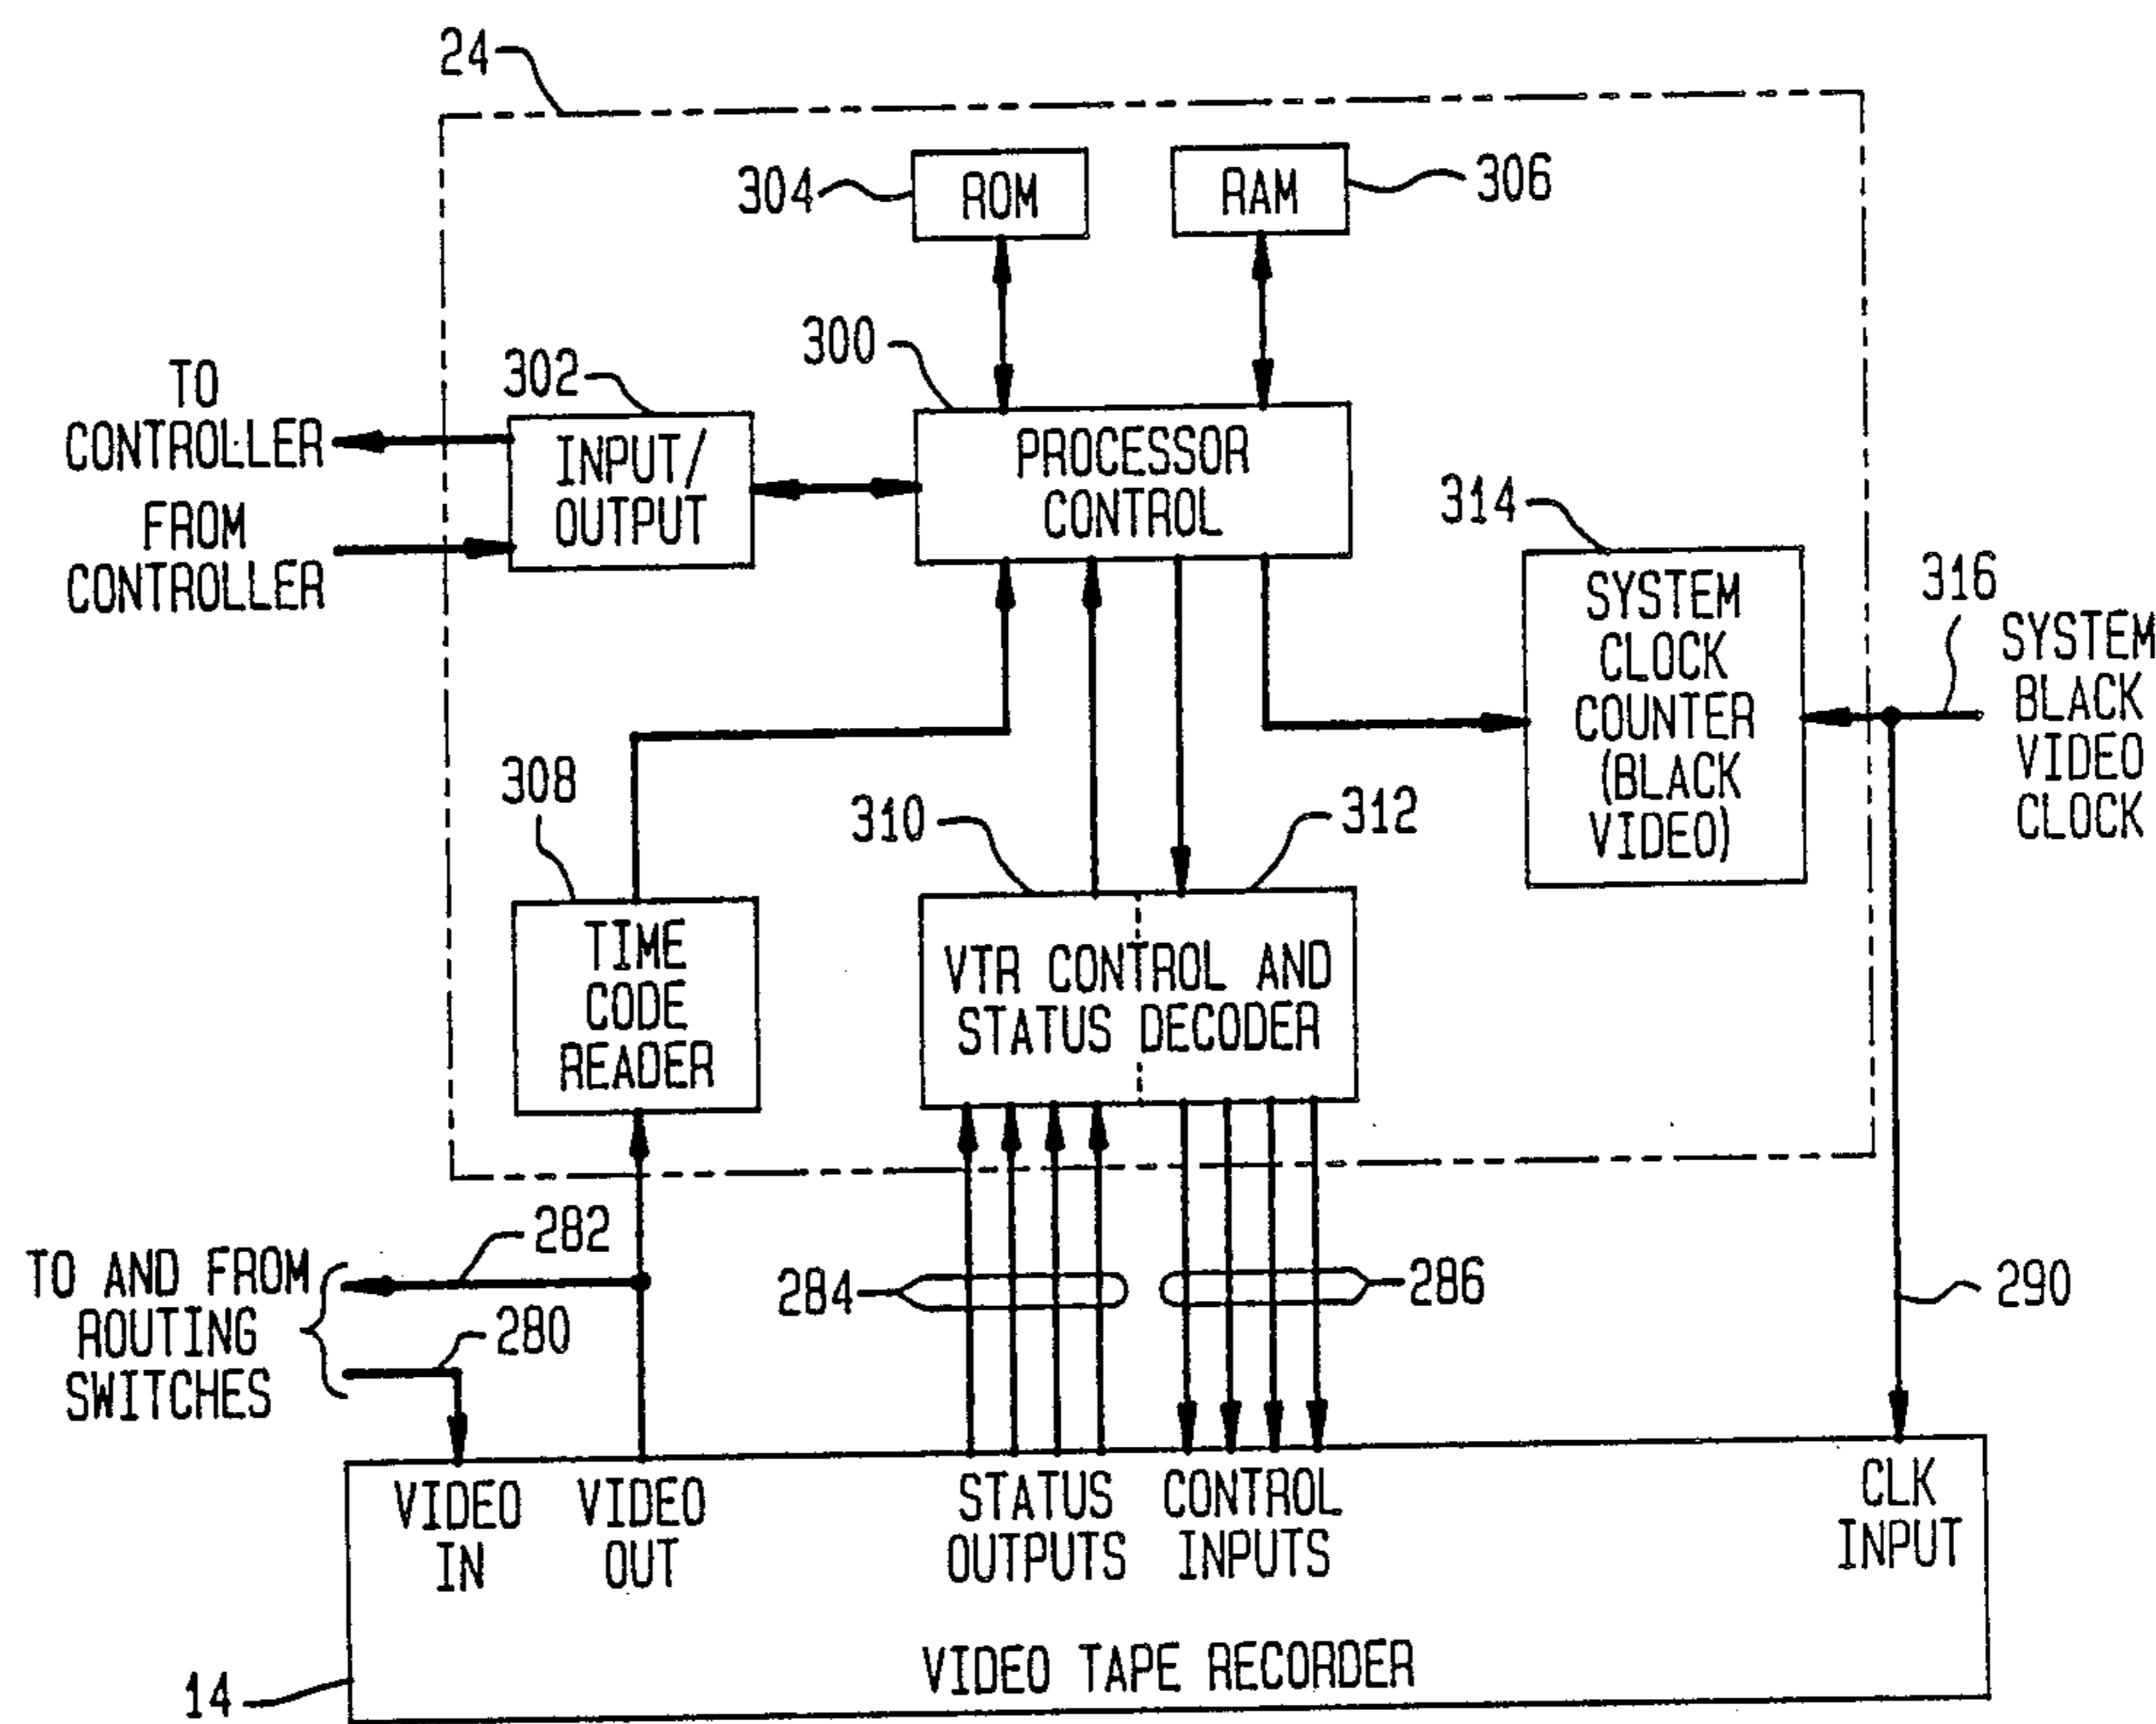 24
304
ROM
RAM
306
300
302
TO
CONTROLLER
FROM
CONTROLLER
INPUT/
OUTPUT
PROCESSOR
CONTROL
314
SYSTEM
CLOCK
COUNTER
(BLACK
VIDEO)
316
SYSTEM
BLACK
VIDEO
CLOCK
308
310
312
TIME
CODE
READER
VTR CONTROL AND
STATUS DECODER
282
TO AND FROM
ROUTING
SWITCHES
280
284
286
290
VIDEO
IN
VIDEO
OUT
STATUS
OUTPUTS
CONTROL
INPUTS
CLK
INPUT
14
VIDEO TAPE RECORDER